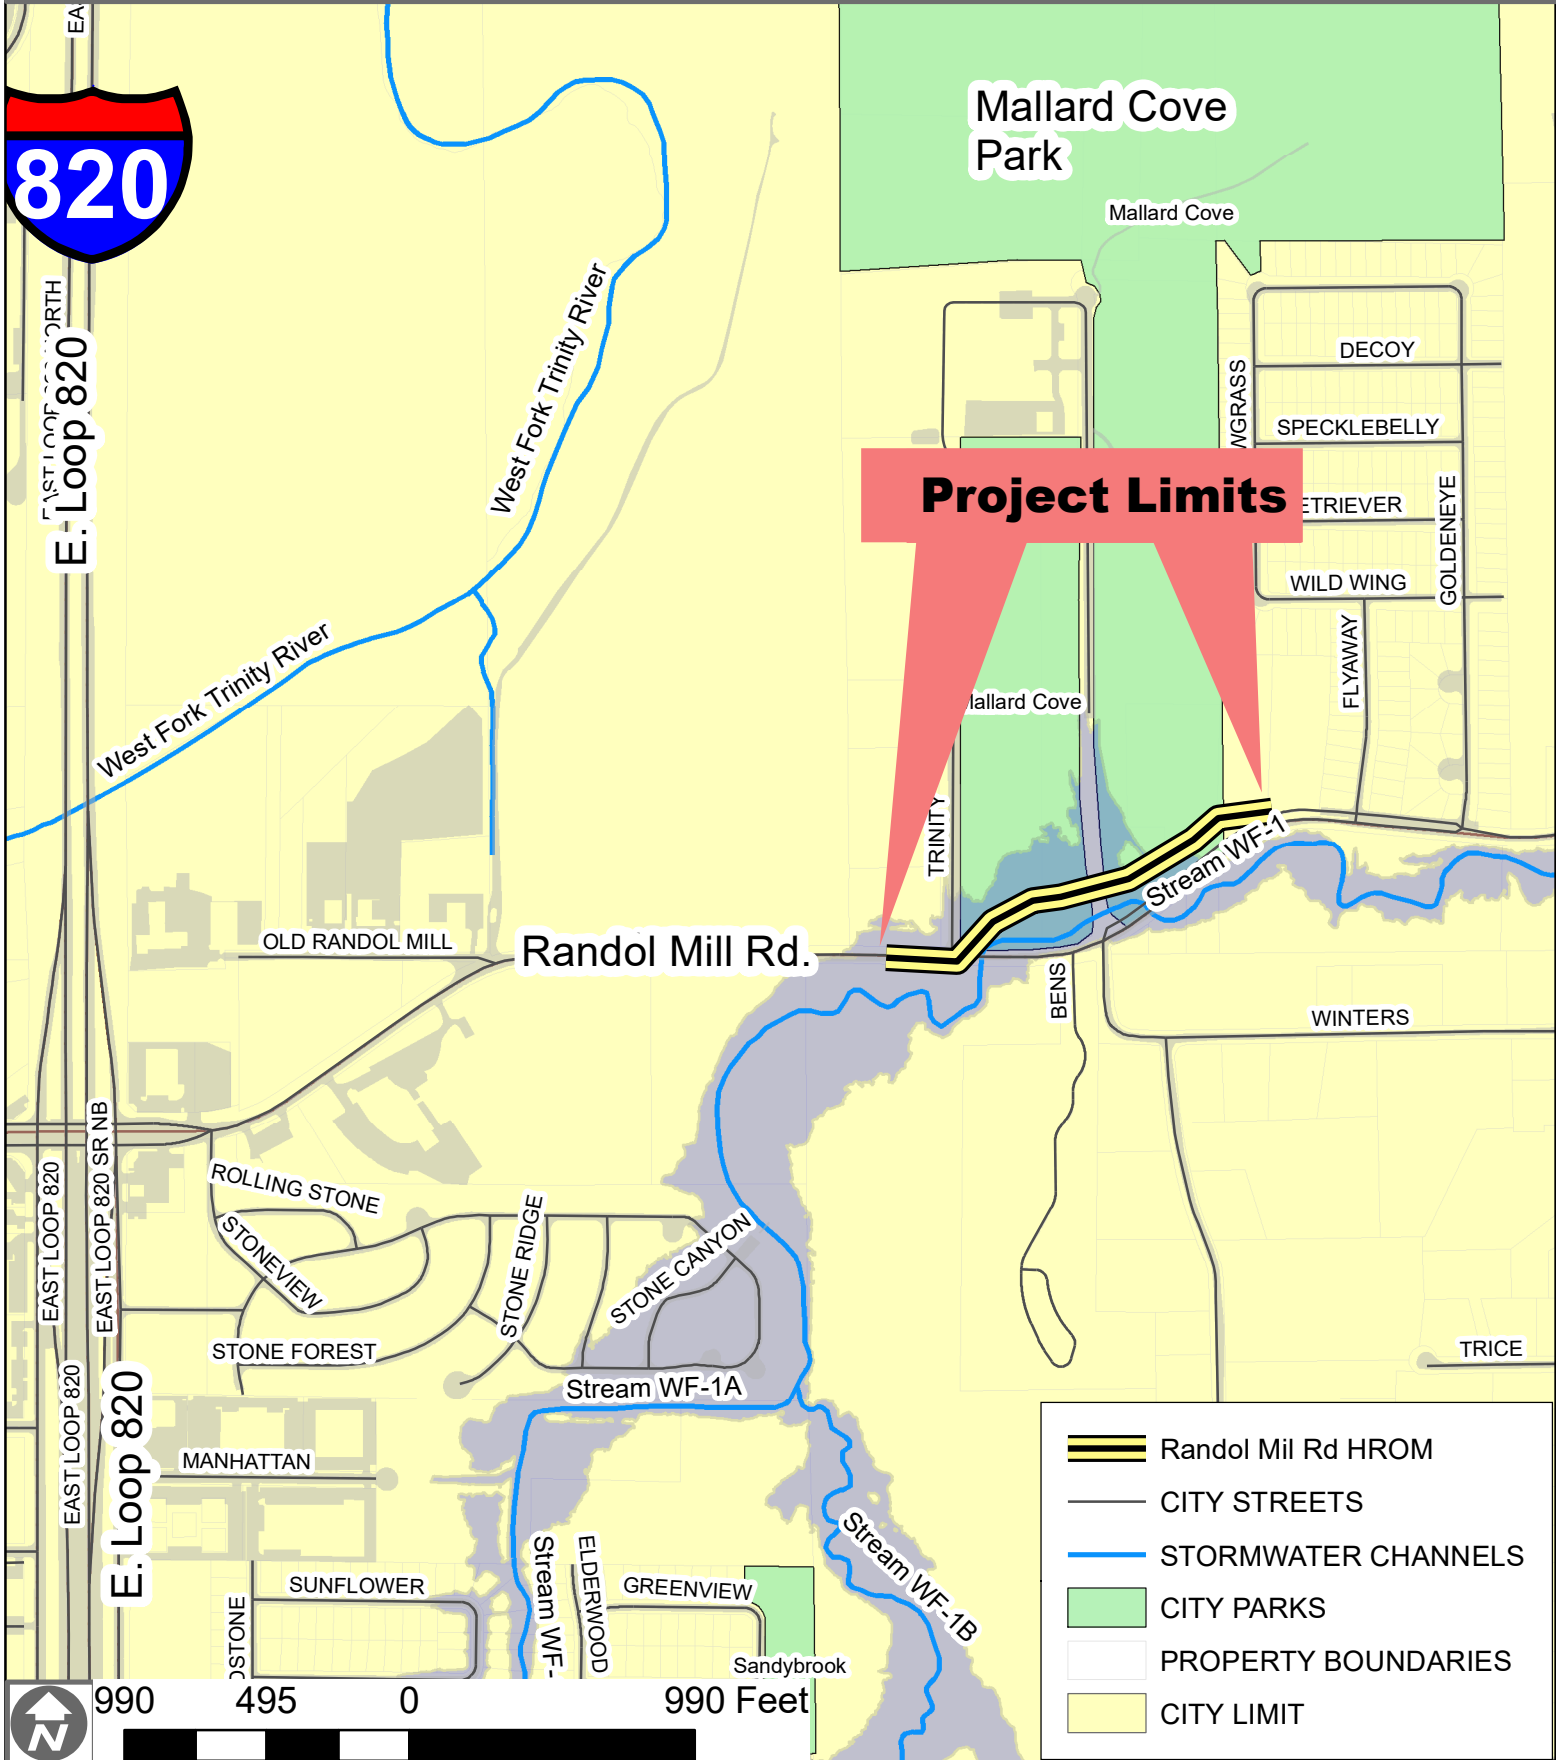 820
Mallard Cove
Park
Mallard Cove
West Fork Trinity River
E. Loop 820
DECOY
SPECKLEBELLY
Project Limits
GOLDENEYE
WILD WING
FLYAWAY
West Fork Trinity River
TRINITY
Stream WF-1
OLD RANDOL MILL
Randol Mill Rd.
BENS
WINTERS
EAST LOOP 820
EAST LOOP 820 SR NB
ROLLING STONE
STONEVIEW
STONE RIDGE
STONE CANYON
STONE FOREST
TRICE
EAST LOOP 820
E. Loop 820
Stream WF-1A
MANHATTAN
Stream WF-1B
Stream WF-
ELDERWOOD
SUNFLOWER
GREENVIEW
Sandybrook
Randol Mil Rd HROM
CITY STREETS
STORMWATER CHANNELS
CITY PARKS
PROPERTY BOUNDARIES
CITY LIMIT
N
990 495 0 990 Feet